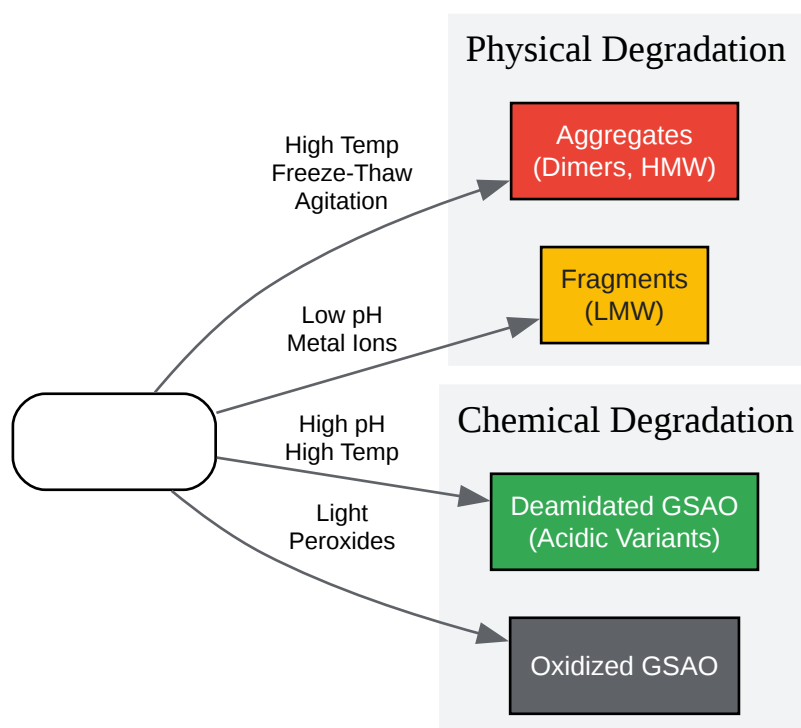 Physical Degradation
Aggregates
(Dimers, HMW)
High Temp
Freeze-Thaw
Agitation
Fragments
(LMW)
Low pH
Metal Ions
Chemical Degradation
High pH
High Temp
Deamidated GSAO
(Acidic Variants)
Light
Peroxides
Oxidized GSAO